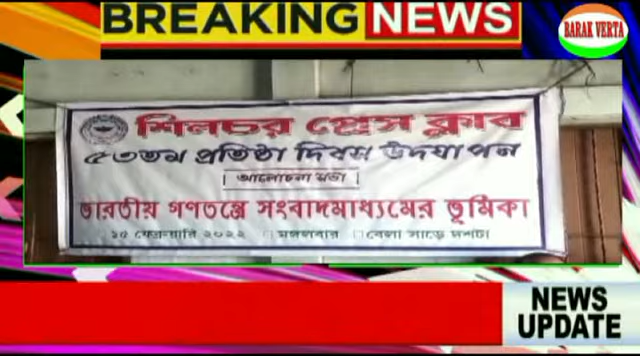 BREAKING NEWS
BARAK VERTA
শিলচর প্রেস ক্লাব
৫৩তম প্রতিষ্ঠা দিবস উদযাপন
আলোচনা সভা
ভারতীয় গণতন্ত্রে সংবাদমাধ্যমের ভূমিকা
১৫ ফেব্রুয়ারি ২০২২ □ মঙ্গলবার □ বেলা সাড়ে দশটা
NEWS
UPDATE